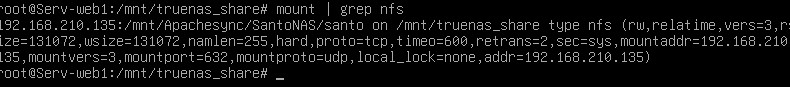 root@Serv-web1:/mnt/truenas_share# mount | grep nfs
192.168.210.135:/mnt/Apachesync/SantoNAS/santo on /mnt/truenas_share type nfs (rw,relatime,vers=3,rs
ize=131072,wsize=131072,namlen=255,hard,proto=tcp,timeo=600,retrans=2,sec=sys,mountaddr=192.168.210.
135,mountvers=3,mountport=632,mountproto=udp,local_lock=none,addr=192.168.210.135)
root@Serv-web1:/mnt/truenas_share# _